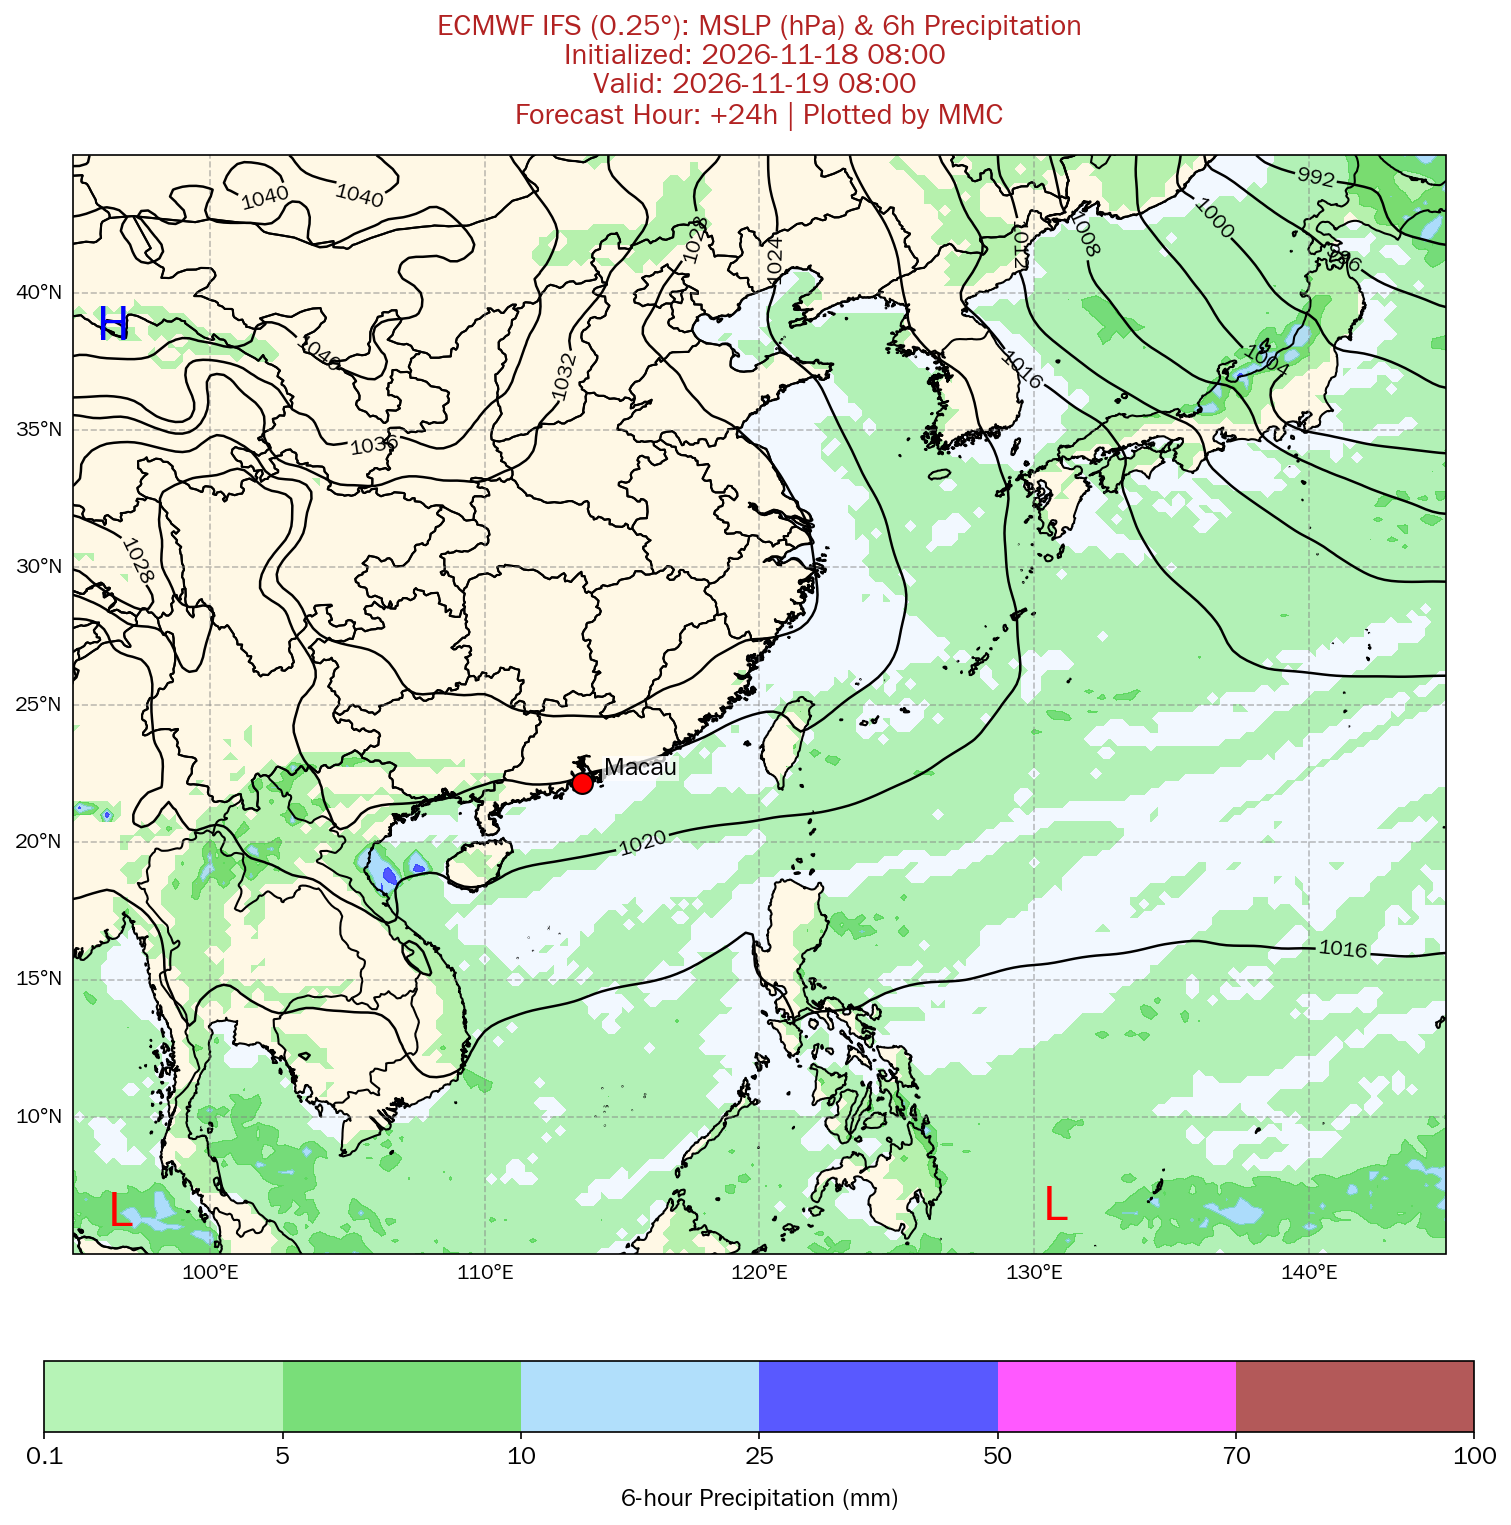 ECMWF IFS (0.25°): MSLP (hPa) & 6h Precipitation
Initialized: 2026-11-18 08:00
Valid: 2026-11-19 08:00
Forecast Hour: +24h | Plotted by MMC
992
1040
1040
1000
1028
1008
1012
1024
996
40°N
H
1040
1004
1032
1016
35°N
1036
30°N
1028
25°N
Macau
20°N
1020
1016
15°N
10°N
L
L
100°E
110°E
120°E
130°E
140°E
0.1
5
10
25
50
70
100
6-hour Precipitation (mm)